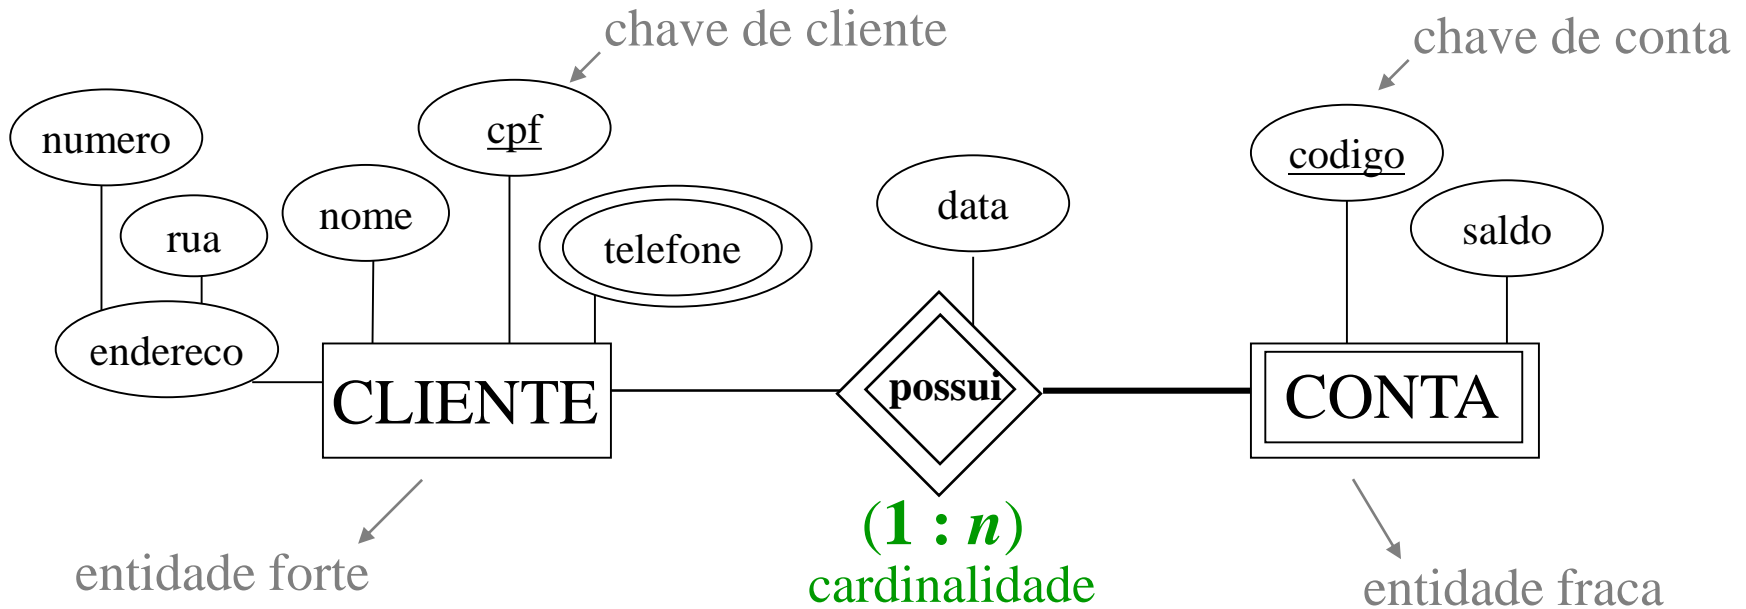 chave de cliente
chave de conta
numero
cpf
codigo
rua
nome
telefone
data
saldo
endereco
CLIENTE
possui
CONTA
(1 : n)
cardinalidade
entidade forte
entidade fraca